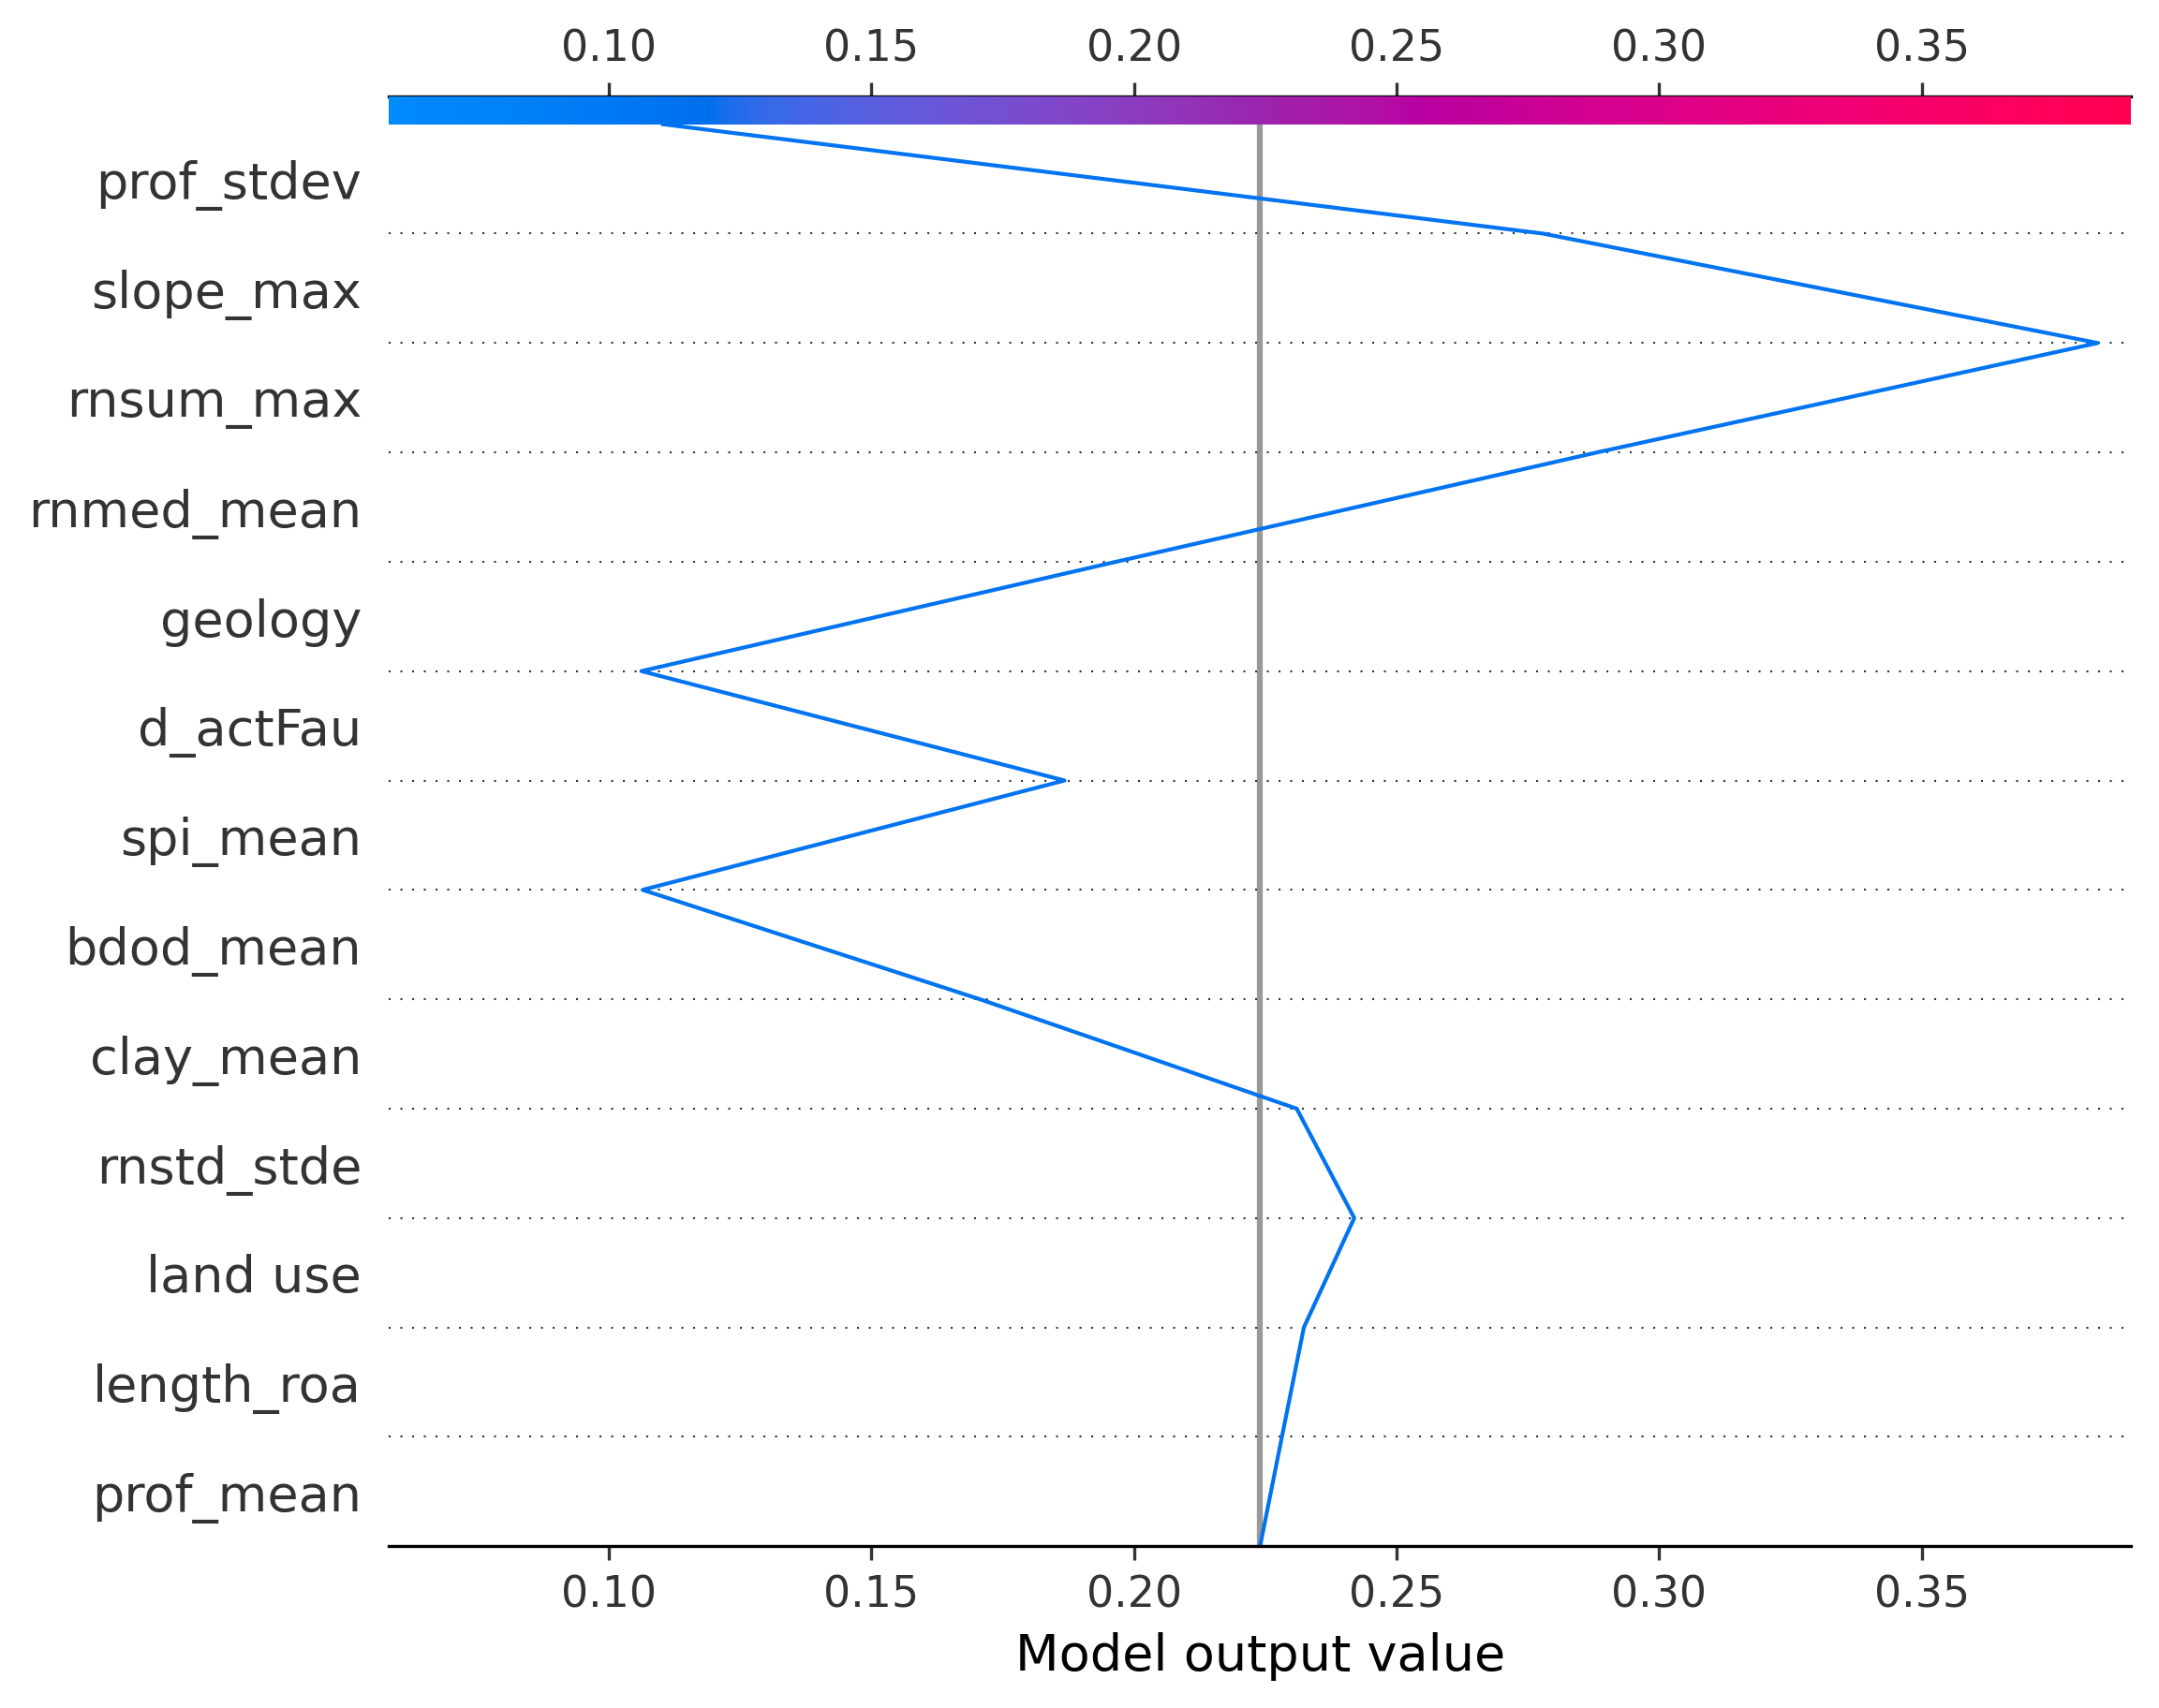 0.10 0.15 0.20 0.25 0.30 0.35
prof_stdev
slope_max
rnsum_max
rnmed_mean
geology
d_actFau
spi_mean
bdod_mean
clay_mean
rnstd_stde
land use
length_roa
prof_mean
0.10 0.15 0.20 0.25 0.30 0.35
Model output value